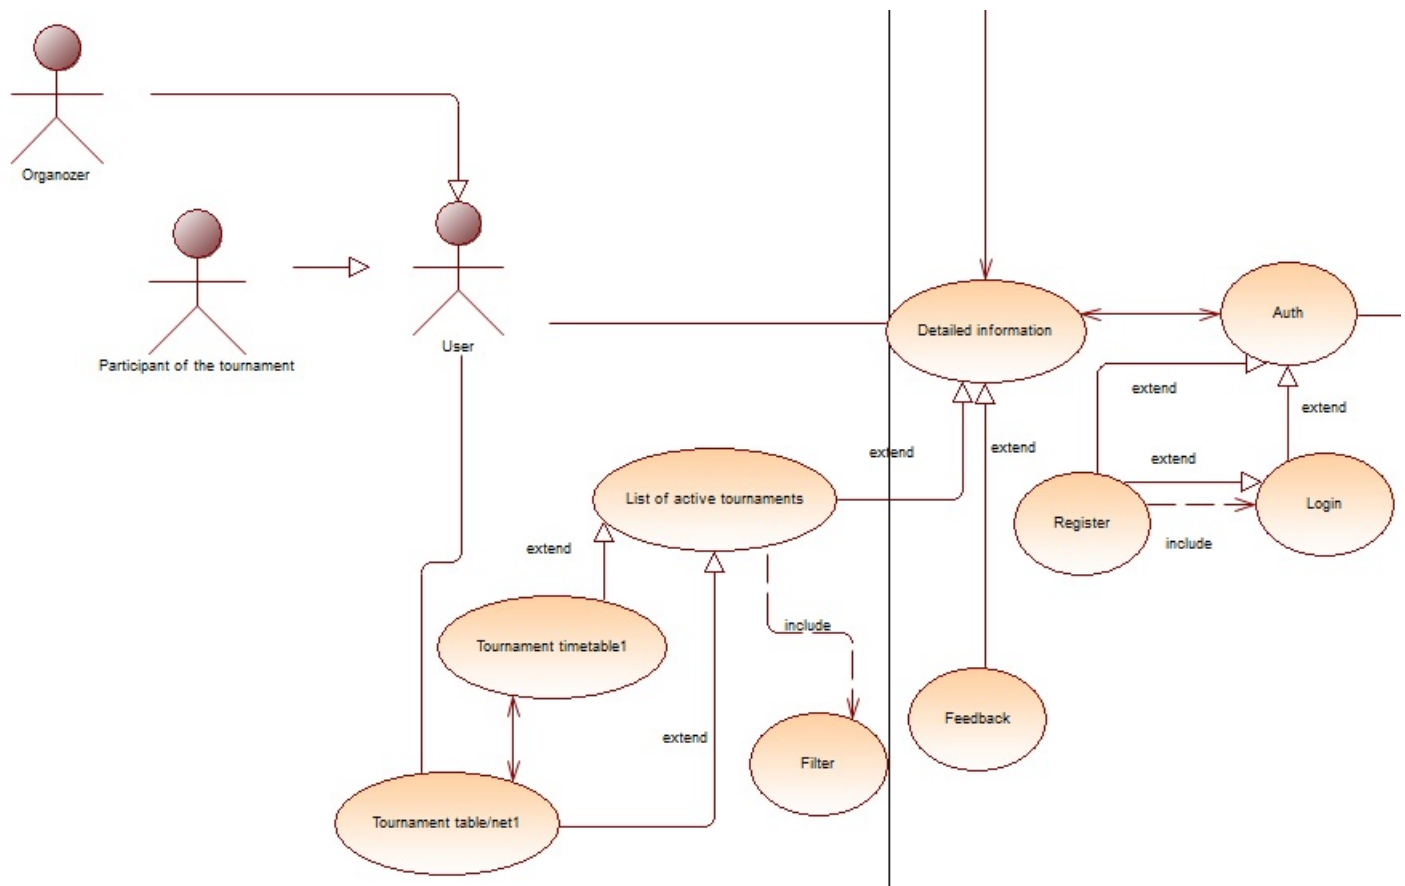 Organozer
Participant of the tournament
User
Detailed information
Auth
extend
extend
extend
extend
extend
List of active tournaments
Login
Register
include
extend
Tournament timetable1
include
Feedback
extend
Filter
Tournament table/net1